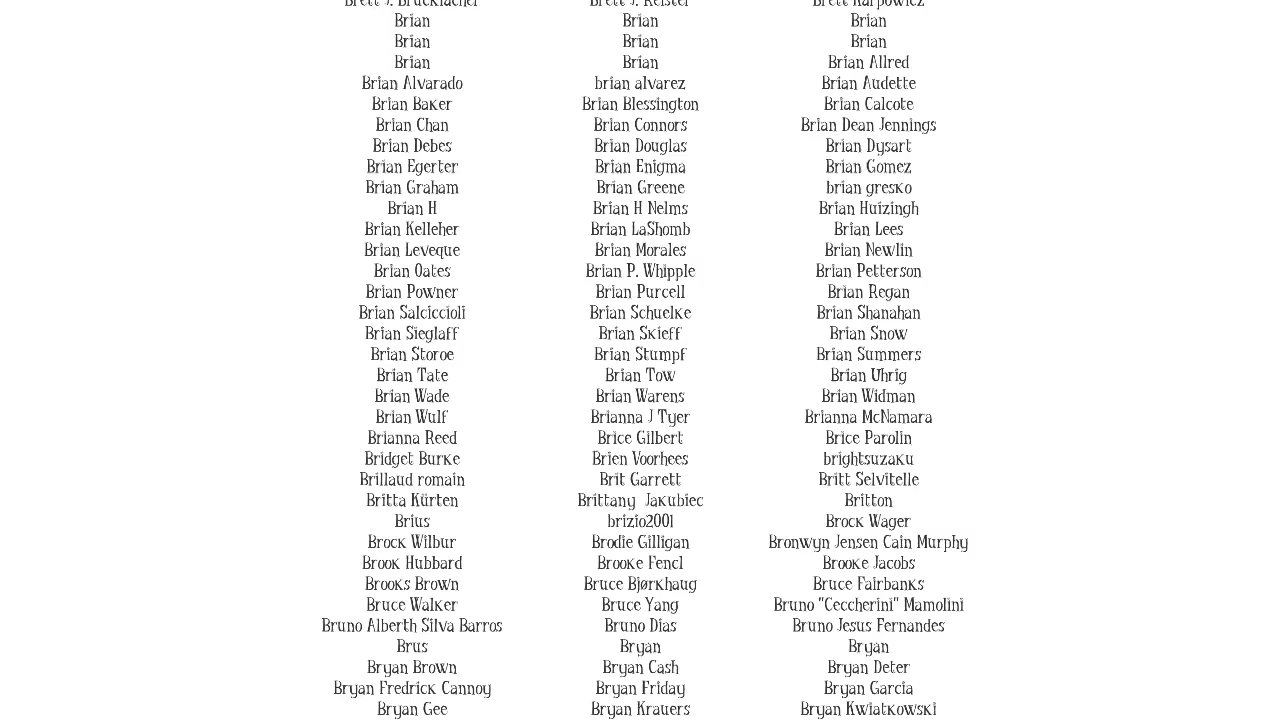 Brett J. Brucklacher Brett J. Reister Brett Karpowicz
Brian Brian Brian
Brian Brian Brian
Brian Brian Brian Allred
Brian Alvarado brian alvarez Brian Audette
Brian Baker Brian Blessington Brian Calcote
Brian Chan Brian Connors Brian Dean Jennings
Brian Debes Brian Douglas Brian Dysart
Brian Egerter Brian Enigma Brian Gomez
Brian Graham Brian Greene brian gresko
Brian H Brian H Nelms Brian Huizingh
Brian Kelleher Brian LaShomb Brian Lees
Brian Leveque Brian Morales Brian Newlin
Brian Oates Brian P. Whipple Brian Petterson
Brian Powner Brian Purcell Brian Regan
Brian Salciccioli Brian Schuelke Brian Shanahan
Brian Sieglaff Brian Skieff Brian Snow
Brian Storoe Brian Stumpf Brian Summers
Brian Tate Brian Tow Brian Uhrig
Brian Wade Brian Warens Brian Widman
Brian Wulf Brianna J Tyer Brianna McNamara
Brianna Reed Brice Gilbert Brice Parolin
Bridget Burke Brien Voorhees brightsuzaku
Brillaud romain Brit Garrett Britt Selvitelle
Britta Kürten Brittany  Jakubiec Britton
Brius brizio2001 Brock Wager
Brock Wilbur Brodie Gilligan Bronwyn Jensen Cain Murphy
Brook Hubbard Brooke Fencl Brooke Jacobs
Brooks Brown Bruce Bjørkhaug Bruce Fairbanks
Bruce Walker Bruce Yang Bruno "Ceccherini" Mamolini
Bruno Alberth Silva Barros Bruno Dias Bruno Jesus Fernandes
Brus Bryan Bryan
Bryan Brown Bryan Cash Bryan Deter
Bryan Fredrick Cannoy Bryan Friday Bryan Garcia
Bryan Gee Bryan Krauers Bryan Kwiatkowski